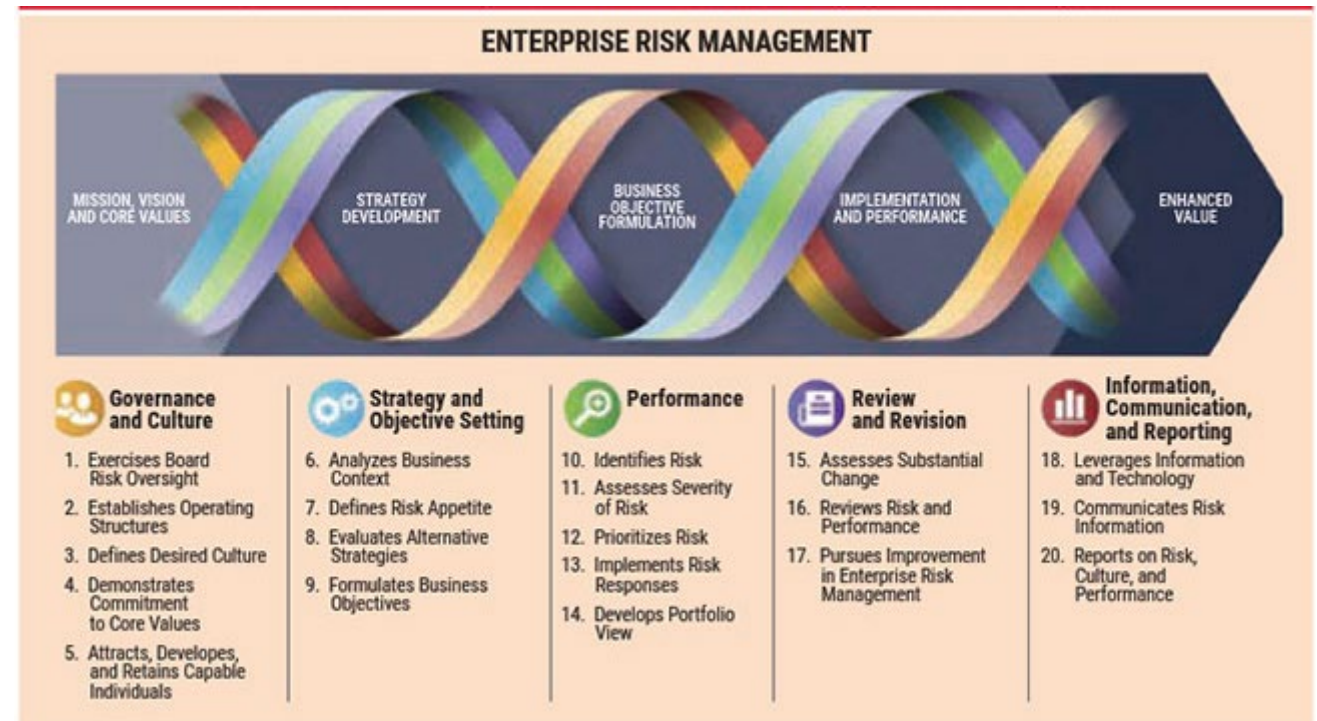 ENTERPRISE RISK MANAGEMENT
MISSION, VISION
AND CORE VALUES
STRATEGY
DEVELOPMENT
BUSINESS
OBJECTIVE
FORMULATION
IMPLEMENTATION
AND PERFORMANCE
ENHANCED
VALUE
Governance
and Culture
1. Exercises Board
Risk Oversight
2. Establishes Operating
Structures
3. Defines Desired Culture
4. Demonstrates
Commitment
to Core Values
5. Attracts, Developes,
and Retains Capable
Individuals
Strategy and
Objective Setting
6. Analyzes Business
Context
7. Defines Risk Appetite
8. Evaluates Alternative
Strategies
9. Formulates Business
Objectives
Performance
10. Identifies Risk
11. Assesses Severity
of Risk
12. Prioritizes Risk
13. Implements Risk
Responses
14. Develops Portfolio
View
Review
and Revision
15. Assesses Substantial
Change
16. Reviews Risk and
Performance
17. Pursues Improvement
in Enterprise Risk
Management
Information,
Communication,
and Reporting
18. Leverages Information
and Technology
19. Communicates Risk
Information
20. Reports on Risk,
Culture, and
Performance